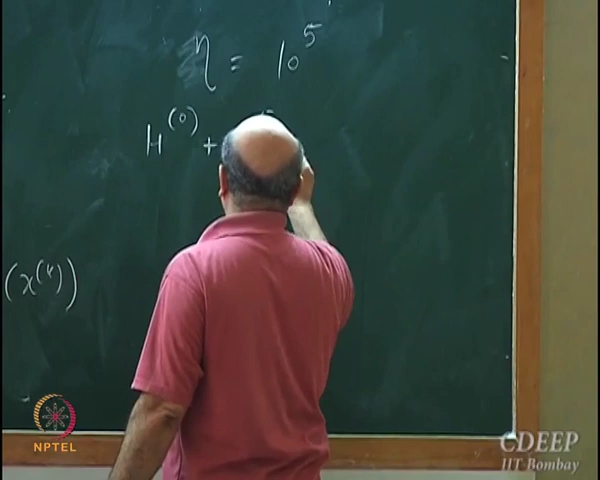 η = 10^5
H^(0) +
(x^(k))
NPTEL
CDEEP
IIT Bombay